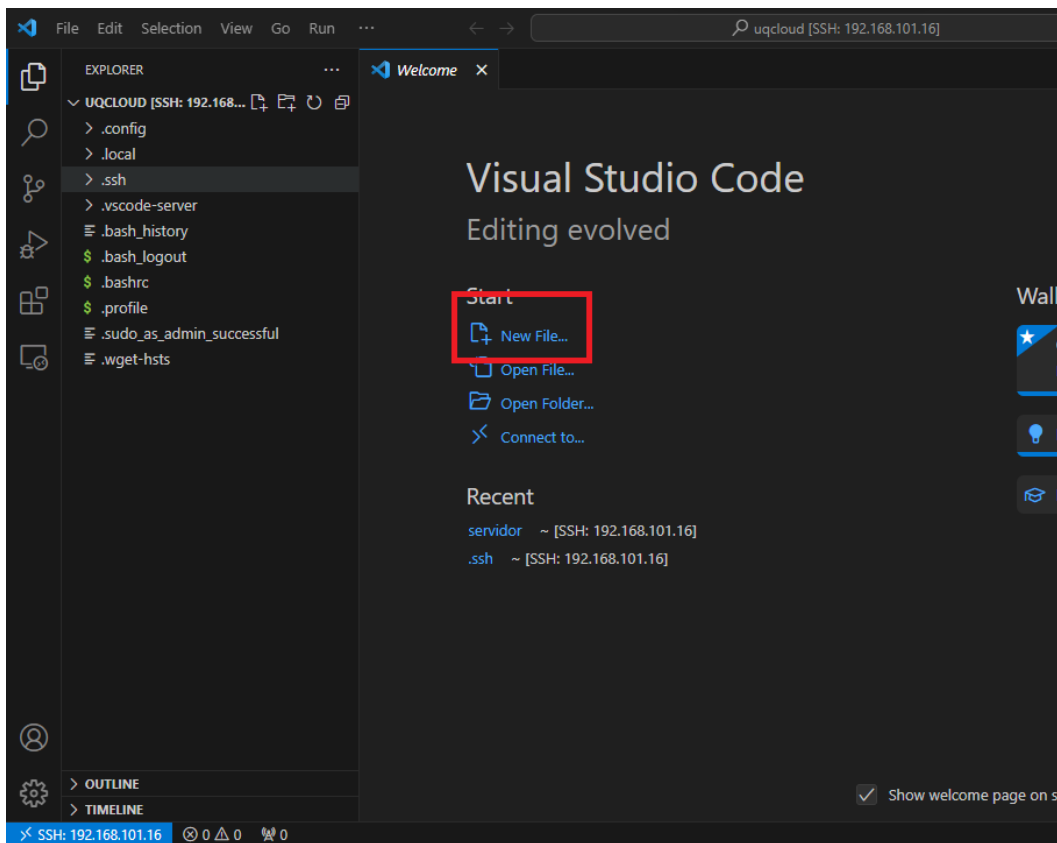 File Edit Selection View Go Run ···
uqcloud [SSH: 192.168.101.16]
EXPLORER ···
Welcome
UQCLOUD [SSH: 192.168...
.config
.local
.ssh
.vscode-server
.bash_history
$ .bash_logout
$ .bashrc
$ .profile
.sudo_as_admin_successful
.wget-hsts
Visual Studio Code
Editing evolved
Start
New File...
Open File...
Open Folder...
Connect to...
Recent
servidor ~ [SSH: 192.168.101.16]
.ssh ~ [SSH: 192.168.101.16]
Wal
OUTLINE
TIMELINE
Show welcome page on s
SSH: 192.168.101.16 0 0 0